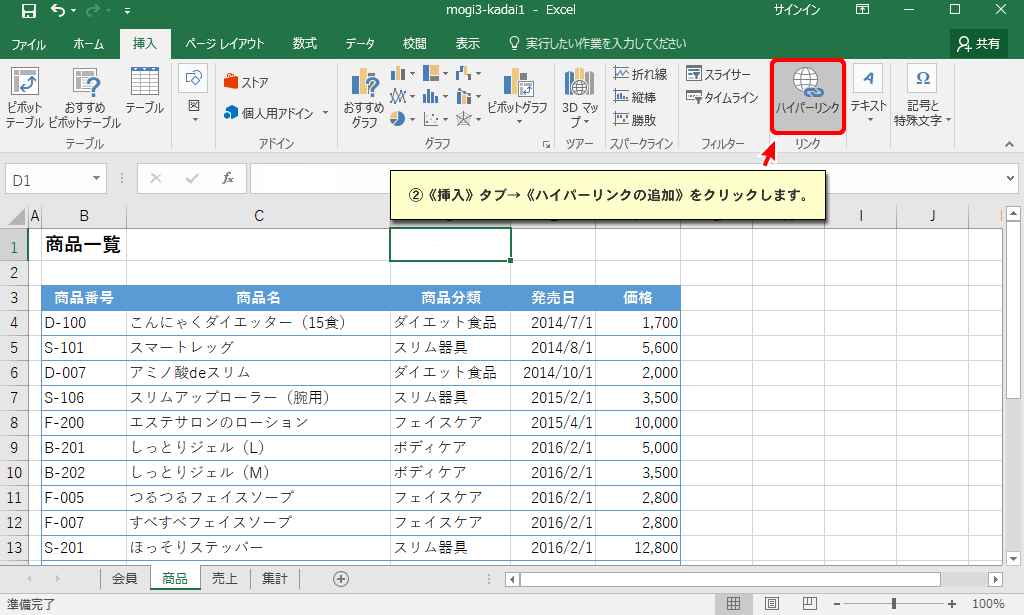 mogi3-kadai1 - Excel サインイン
ファイル ホーム 挿入 ページ レイアウト 数式 データ 校閲 表示 実行したい作業を入力してください 共有
ピボット
テーブル
おすすめ
ピボットテーブル
テーブル
テーブル
図
ストア
個人用アドイン
アドイン
おすすめ
グラフ
ピボットグラフ
グラフ
3D マッ
プ
ツアー
折れ線
縦棒
勝敗
スパークライン
スライサー
タイムライン
フィルター
ハイパーリンク
リンク
テキスト
記号と
特殊文字
D1
fx
②《挿入》タブ→《ハイパーリンクの追加》をクリックします。
A B C I J
1 商品一覧
2
3 商品番号 商品名 商品分類 発売日 価格
4 D-100 こんにゃくダイエッター（15食） ダイエット食品 2014/7/1 1,700
5 S-101 スマートレッグ スリム器具 2014/8/1 5,600
6 D-007 アミノ酸deスリム ダイエット食品 2014/10/1 2,000
7 S-106 スリムアップローラー（腕用） スリム器具 2015/2/1 3,500
8 F-200 エステサロンのローション フェイスケア 2015/4/1 10,000
9 B-201 しっとりジェル（L） ボディケア 2016/2/1 5,000
10 B-202 しっとりジェル（M） ボディケア 2016/2/1 3,500
11 F-005 つるつるフェイスソープ フェイスケア 2016/2/1 2,800
12 F-007 すべすべフェイスソープ フェイスケア 2016/2/1 2,800
13 S-201 ほっそりステッパー スリム器具 2016/2/1 12,800
会員 商品 売上 集計
準備完了 100%